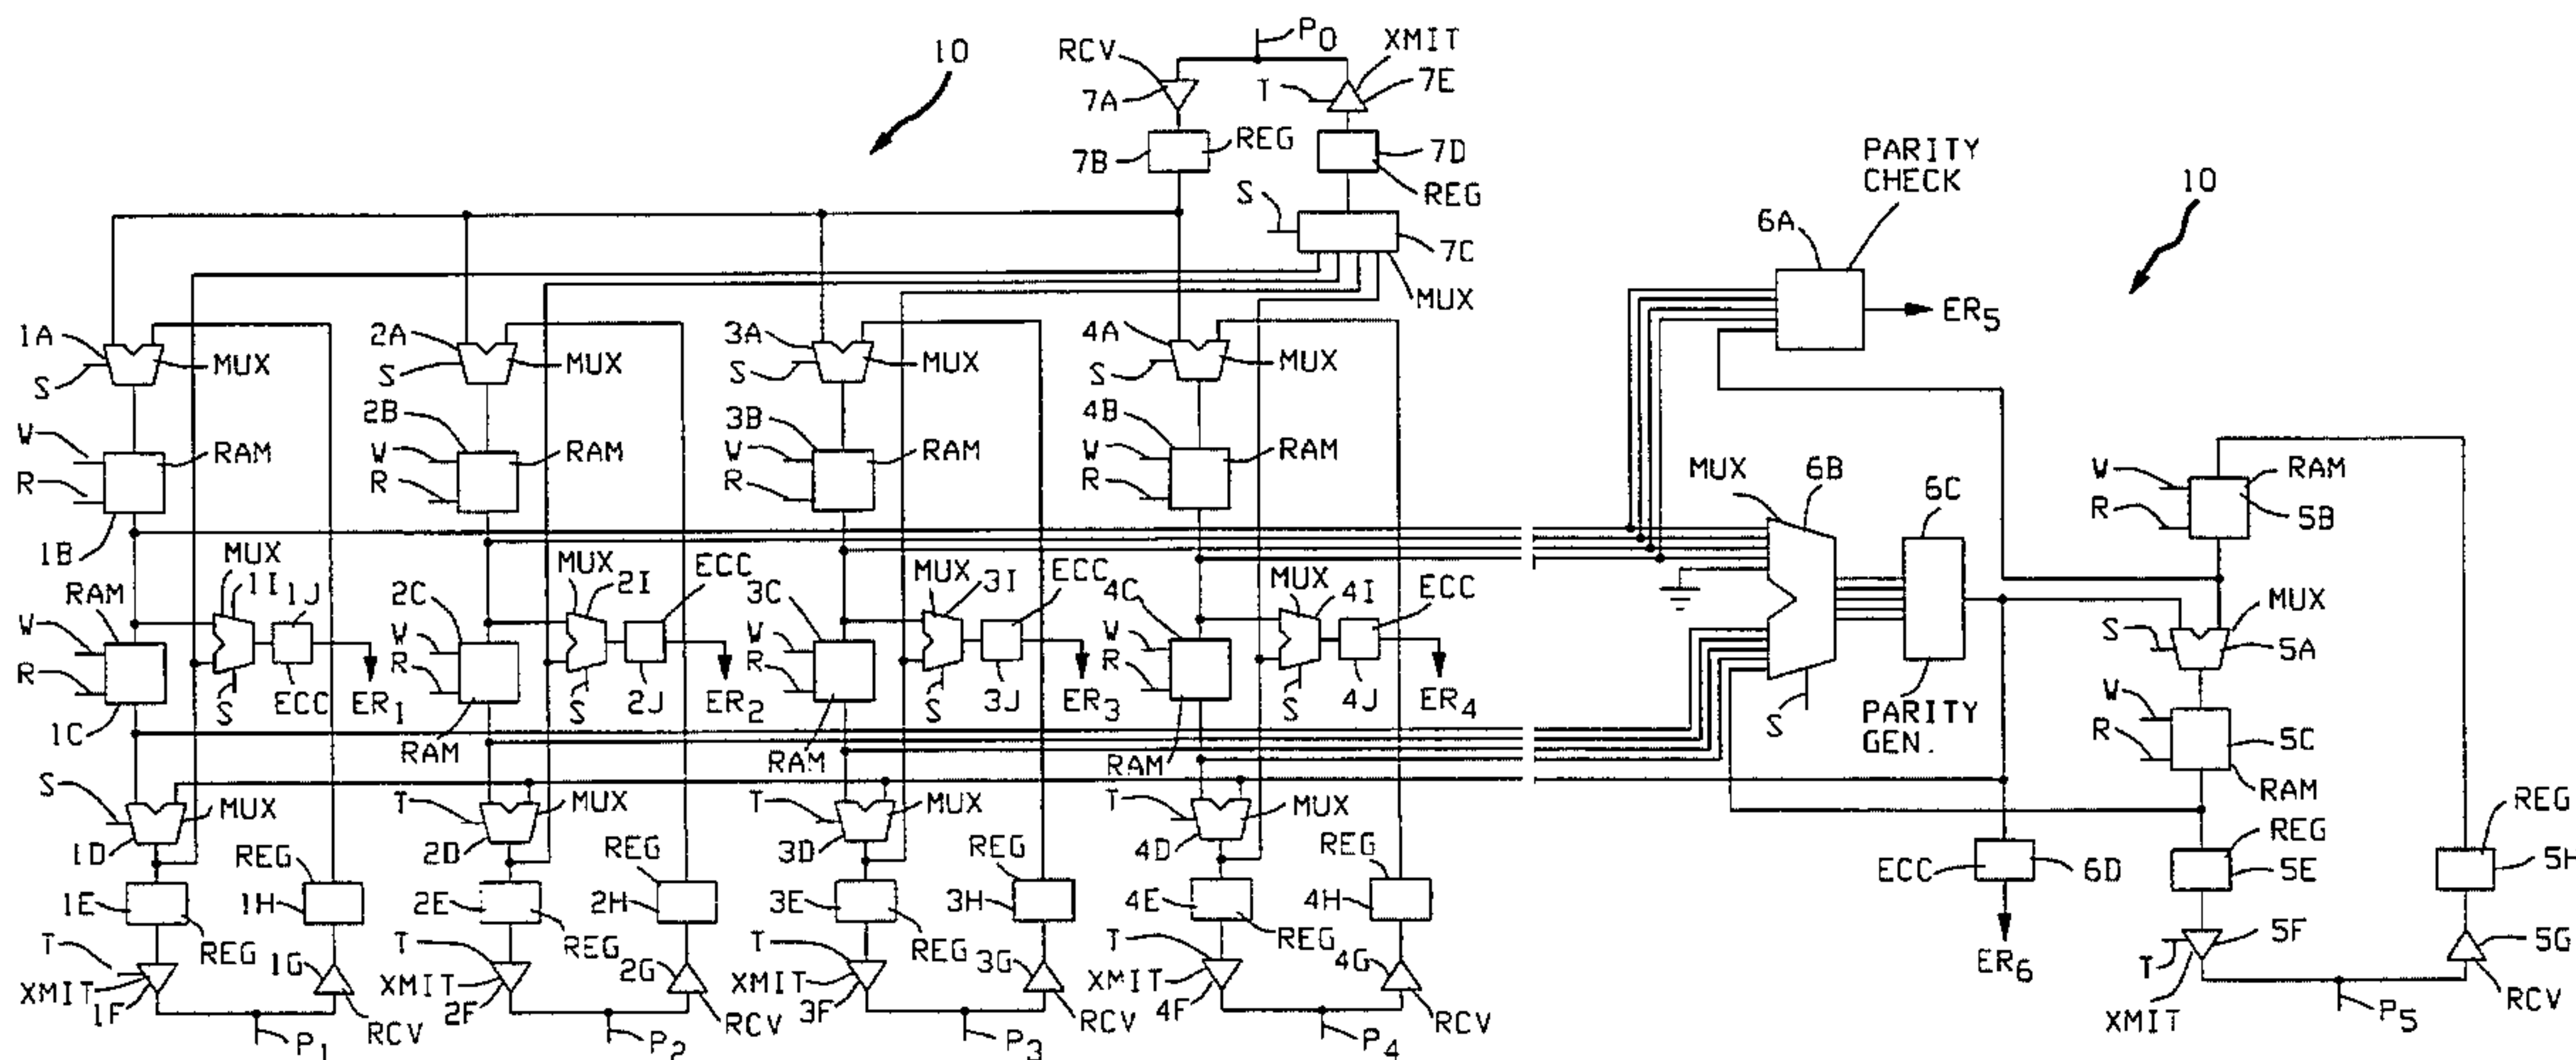 10
RCV
P0
XMIT
7A
T
7E
7B
REG
7D
REG
S
7C
MUX
PARITY
CHECK
6A
10
ER5
1A
S
MUX
2A
S
MUX
3A
S
MUX
4A
S
MUX
W
R
RAM
1B
2B
W
R
RAM
3B
W
R
RAM
4B
W
R
RAM
MUX
6B
6C
W
R
RAM
5B
RAM
MUX
1I
1J
W
R
1C
S
ECC
ER1
2C
MUX
2I
ECC
W
R
RAM
S
2J
ER2
3C
MUX
3I
ECC
W
R
RAM
S
3J
ER3
4C
MUX
4I
ECC
W
R
RAM
S
4J
ER4
S
PARITY
GEN.
S
MUX
5A
W
R
5C
RAM
S
MUX
1D
T
MUX
2D
T
MUX
3D
T
MUX
4D
1E
REG
REG
1H
2E
REG
REG
2H
3E
REG
REG
3H
4E
REG
REG
4H
ECC
6D
REG
5E
REG
5H
T
XMIT
1F
1G
RCV
P1
T
XMIT
2F
2G
RCV
P2
T
XMIT
3F
3G
RCV
P3
T
XMIT
4F
4G
RCV
P4
ER6
T
5F
XMIT
5G
RCV
P5